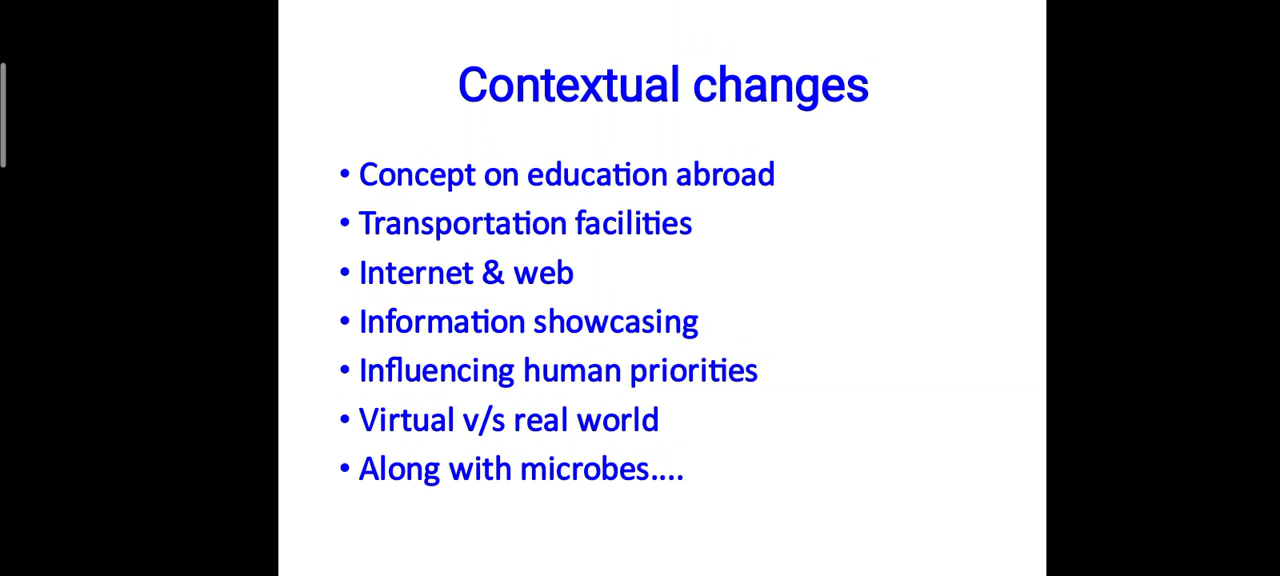 Contextual changes
• Concept on education abroad
• Transportation facilities
• Internet & web
• Information showcasing
• Influencing human priorities
• Virtual v/s real world
• Along with microbes....